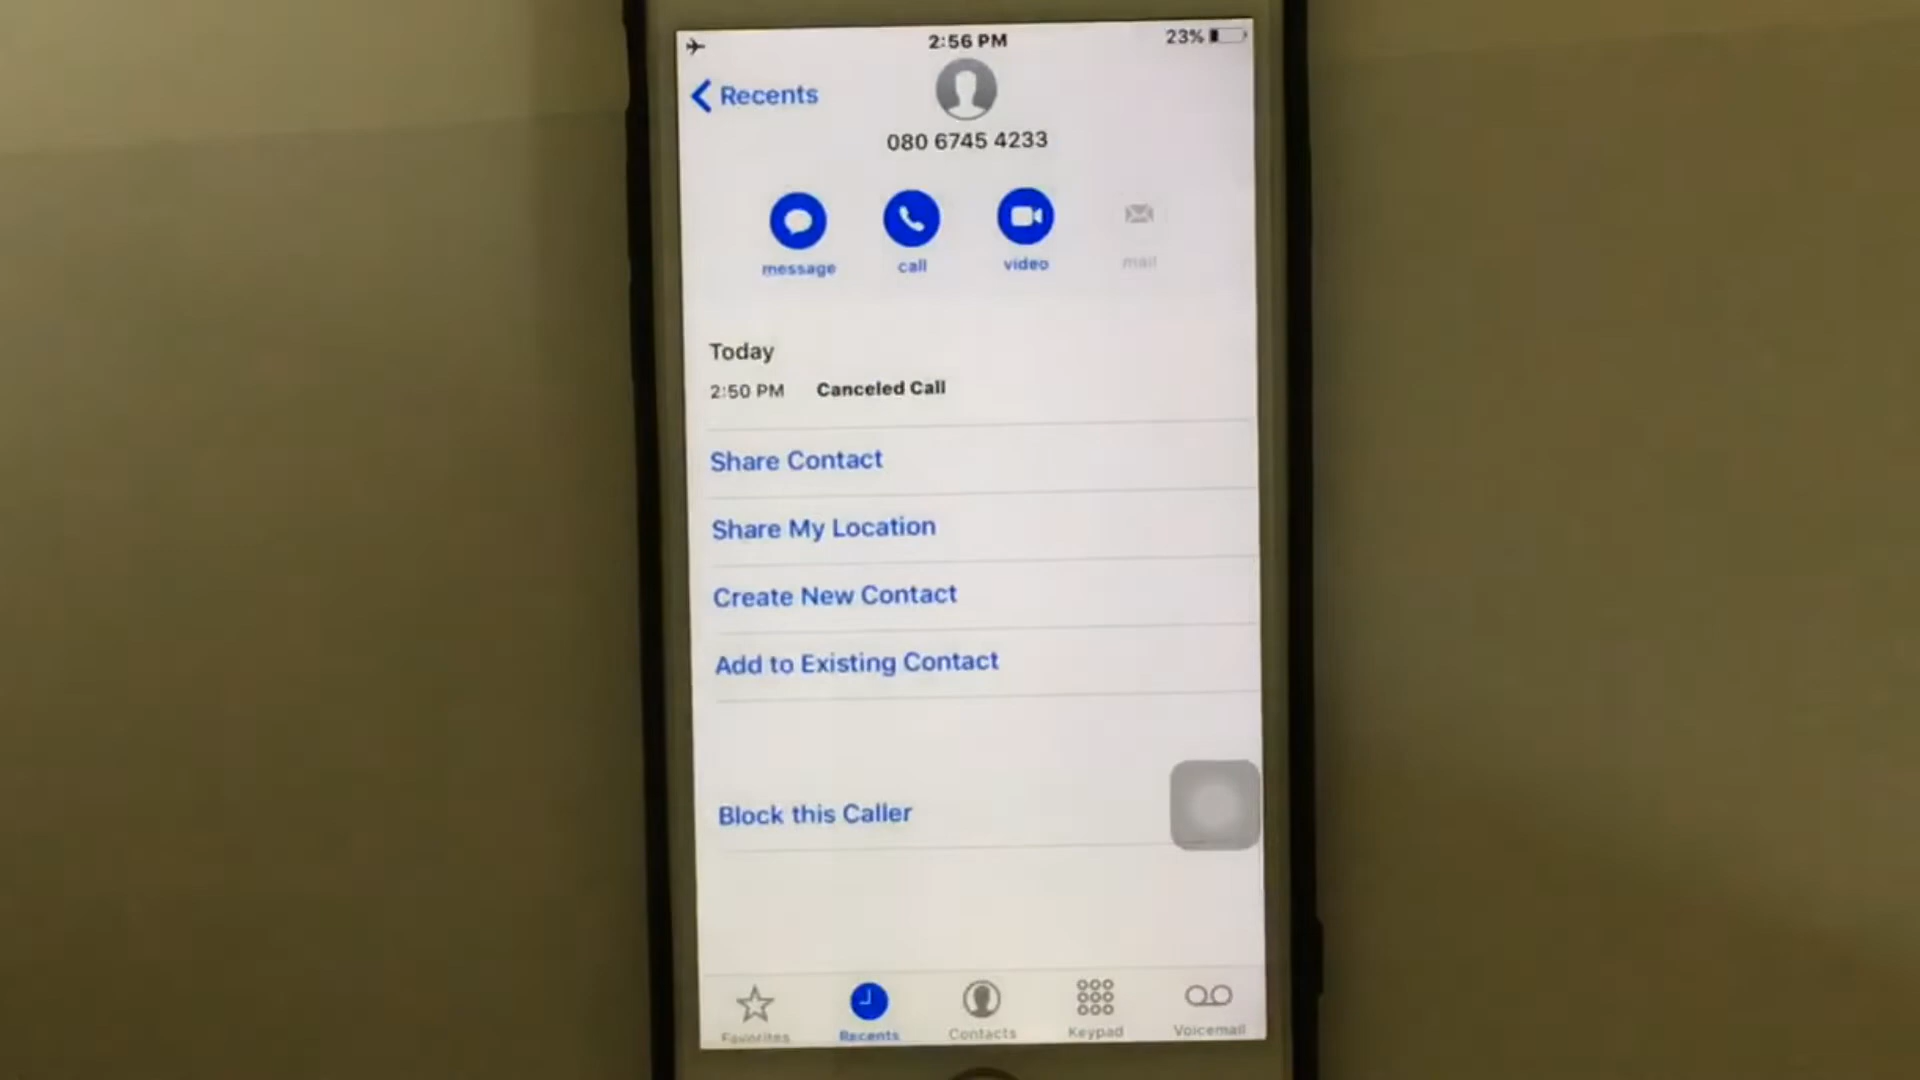 2:56 PM
23%
Recents
080 6745 4233
message
call
video
mail
Today
2:50 PM Canceled Call
Share Contact
Share My Location
Create New Contact
Add to Existing Contact
Block this Caller
Favorites
Recents
Contacts
Keypad
Voicemail